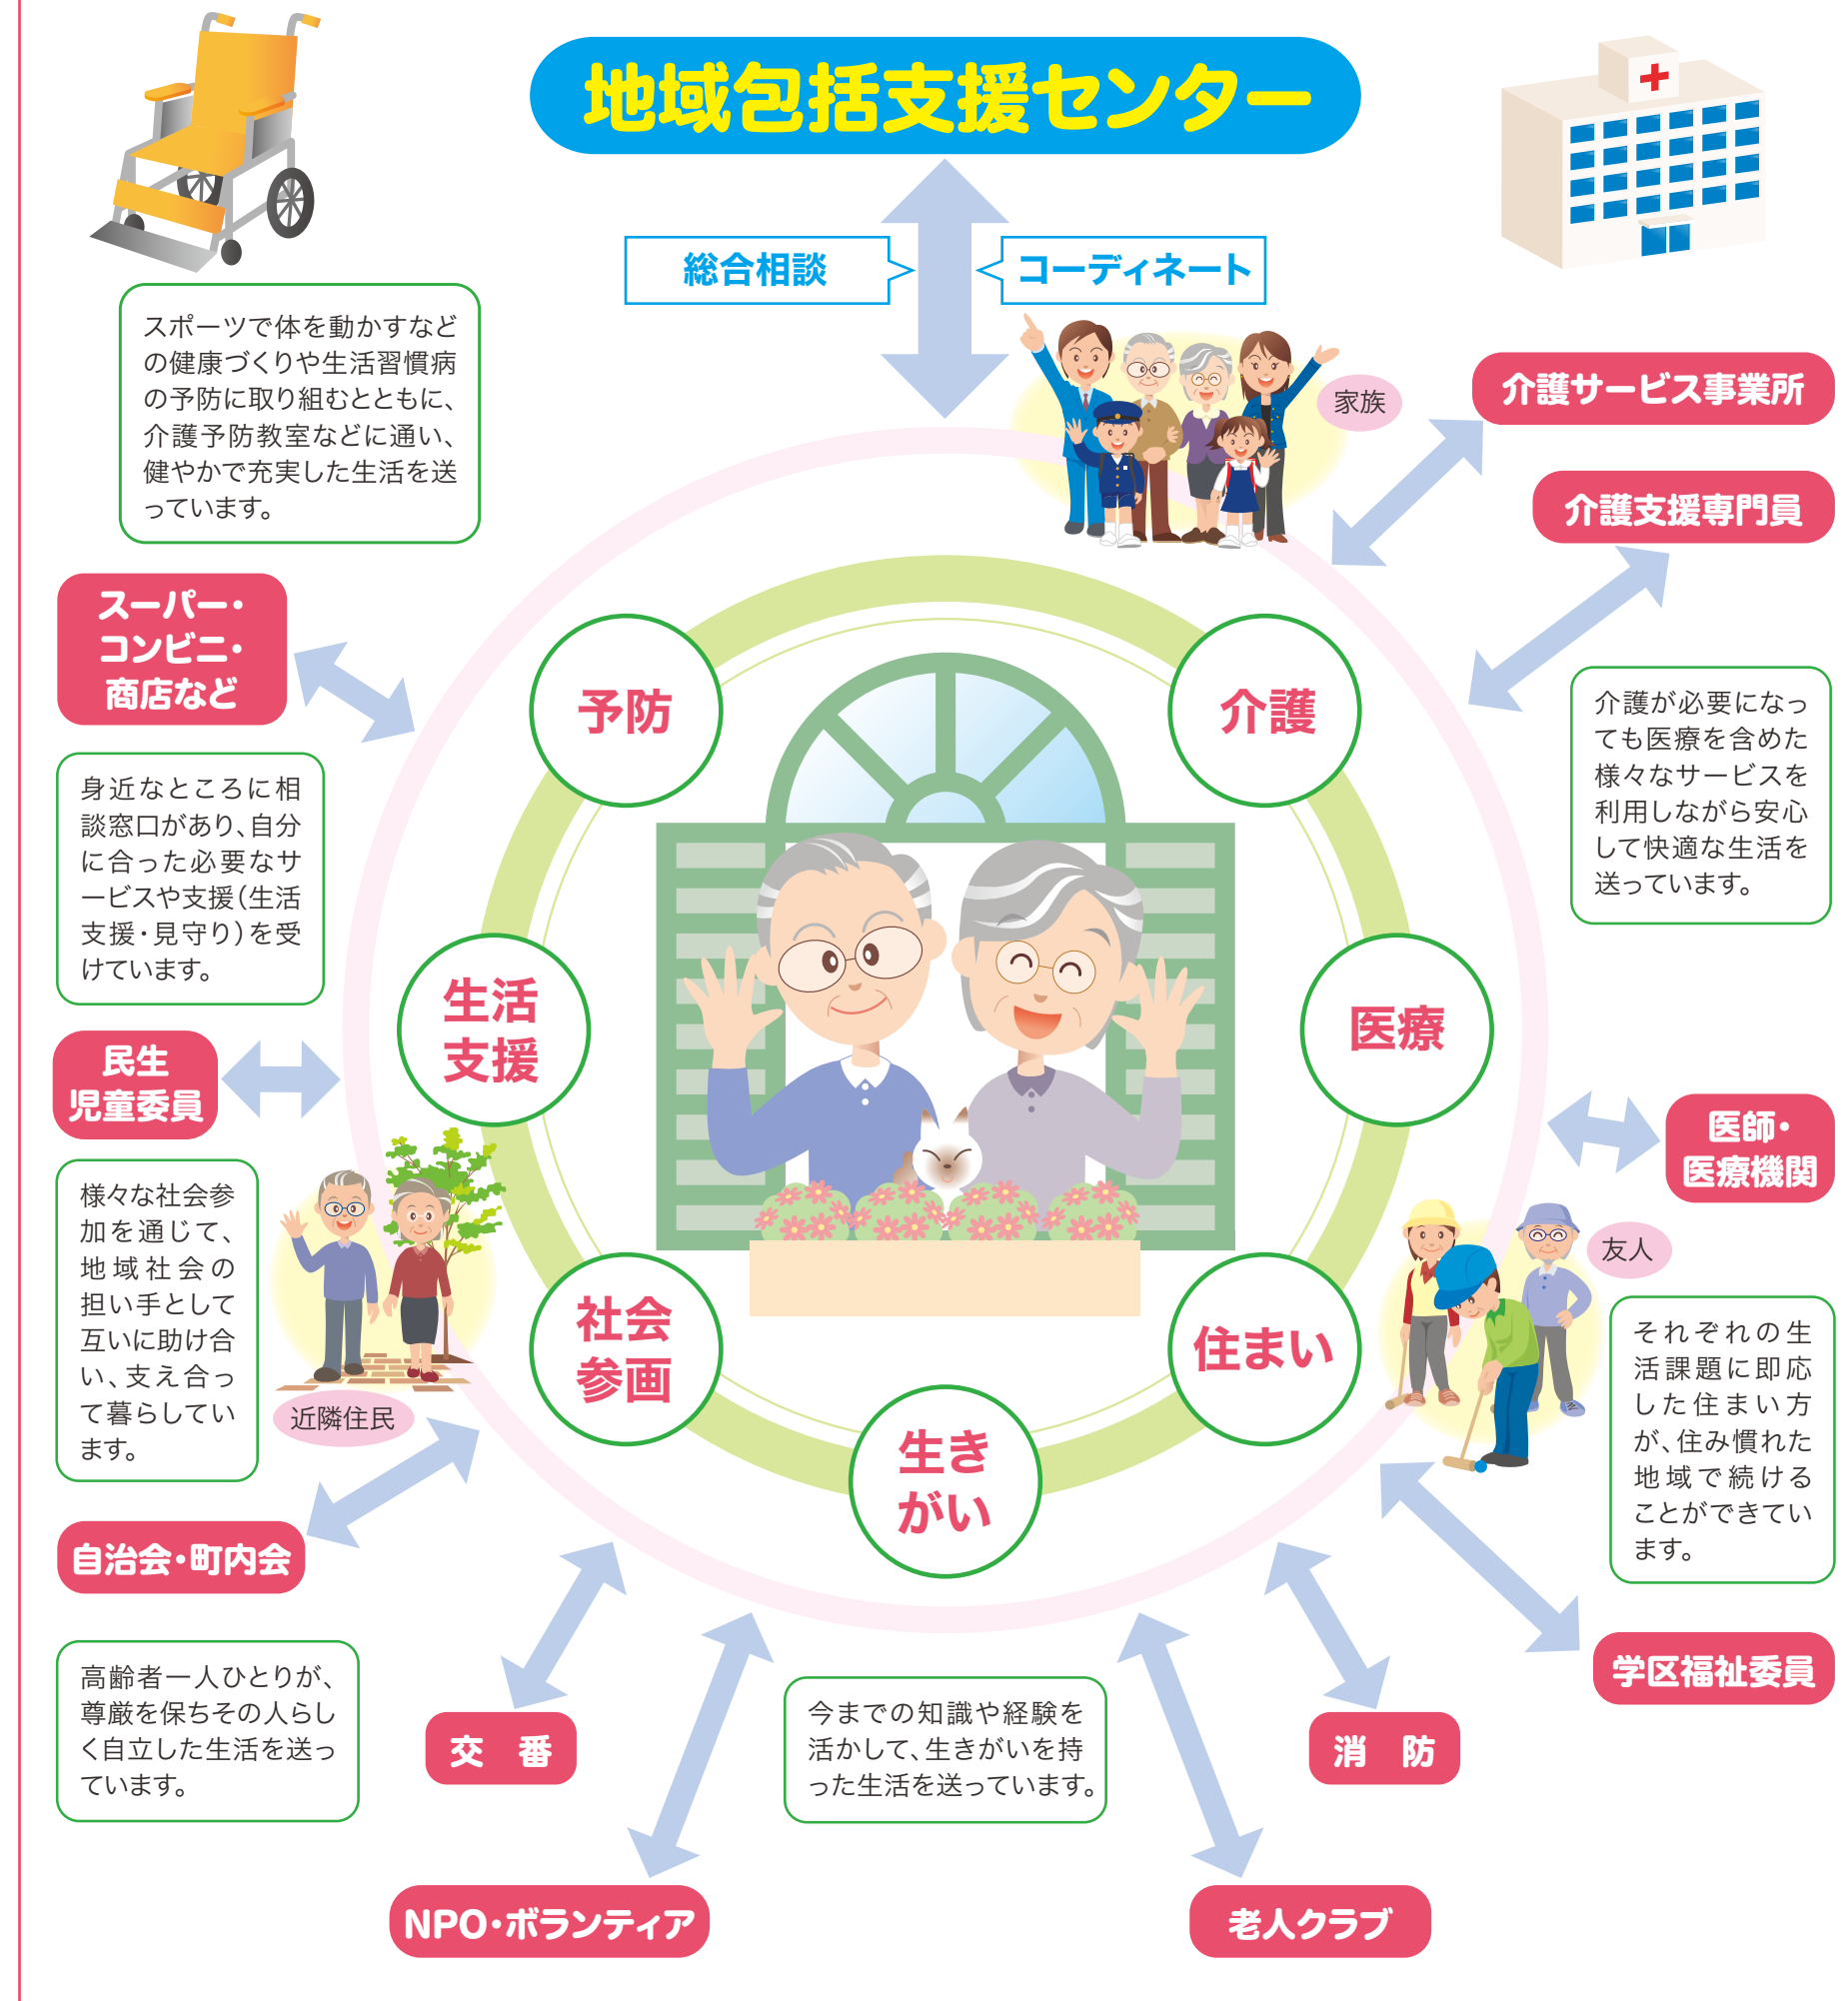 地域包括支援センター
総合相談
コーディネート
家族
スポーツで体を動かすなど
の健康づくりや生活習慣病
の予防に取り組むとともに、
介護予防教室などに通い、
健やかで充実した生活を送
っています。
介護サービス事業所
介護支援専門員
スーパー・
コンビニ・
商店など
予防
介護
介護が必要になっ
ても医療を含めた
様々なサービスを
利用しながら安心
して快適な生活を
送っています。
身近なところに相
談窓口があり、自分
に合った必要なサ
ービスや支援(生活
支援・見守り)を受
けています。
生活
支援
医療
民生
児童委員
医師・
医療機関
様々な社会参
加を通じて、
地域社会の
担い手として
互いに助け合
い、支え合っ
て暮らしてい
ます。
近隣住民
社会
参画
生き
がい
住まい
友人
それぞれの生
活課題に即応
した住まい方
が、住み慣れた
地域で続ける
ことができてい
ます。
自治会・町内会
学区福祉委員
高齢者一人ひとりが、
尊厳を保ちその人らし
く自立した生活を送っ
ています。
交　番
今までの知識や経験を
活かして、生きがいを持
った生活を送っています。
消　防
NPO・ボランティア
老人クラブ